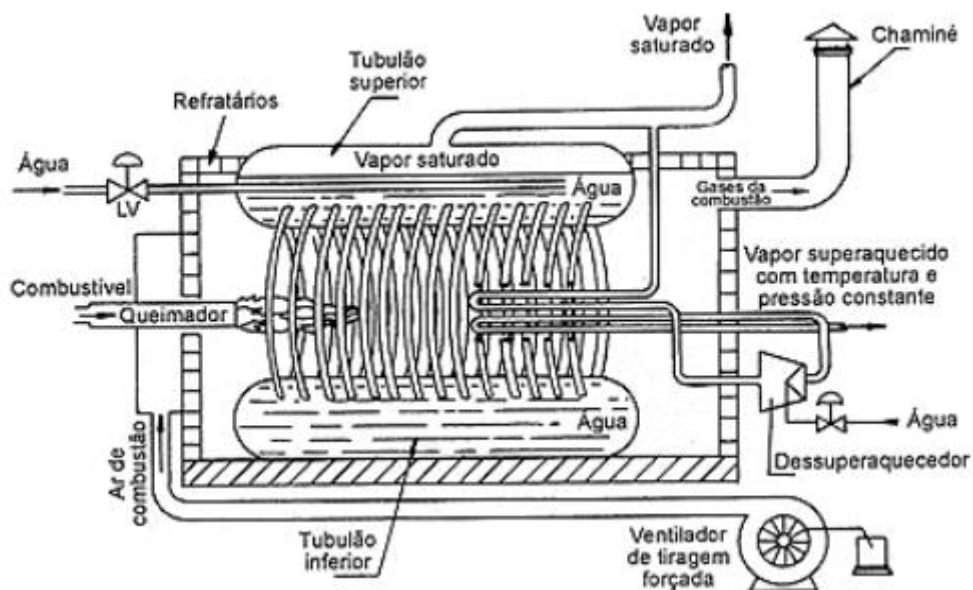 Vapor
saturado
Chaminé
Tubulão
superior
Refratários
Vapor saturado
Água
LV
Água
Gases da
combustão
Vapor superaquecido
com temperatura e
pressão constante
Combustível
Queimador
Água
Água
Dessuperaquecedor
Ar de
combustão
Tubulão
inferior
Ventilador
de tiragem
forçada